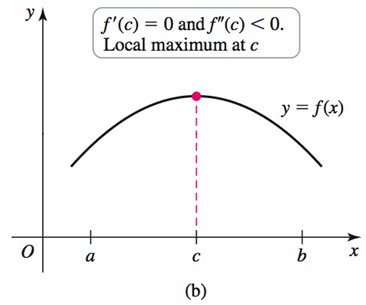 y
f′(c) = 0 and f″(c) < 0.
Local maximum at c
y = f(x)
O a c b x
(b)